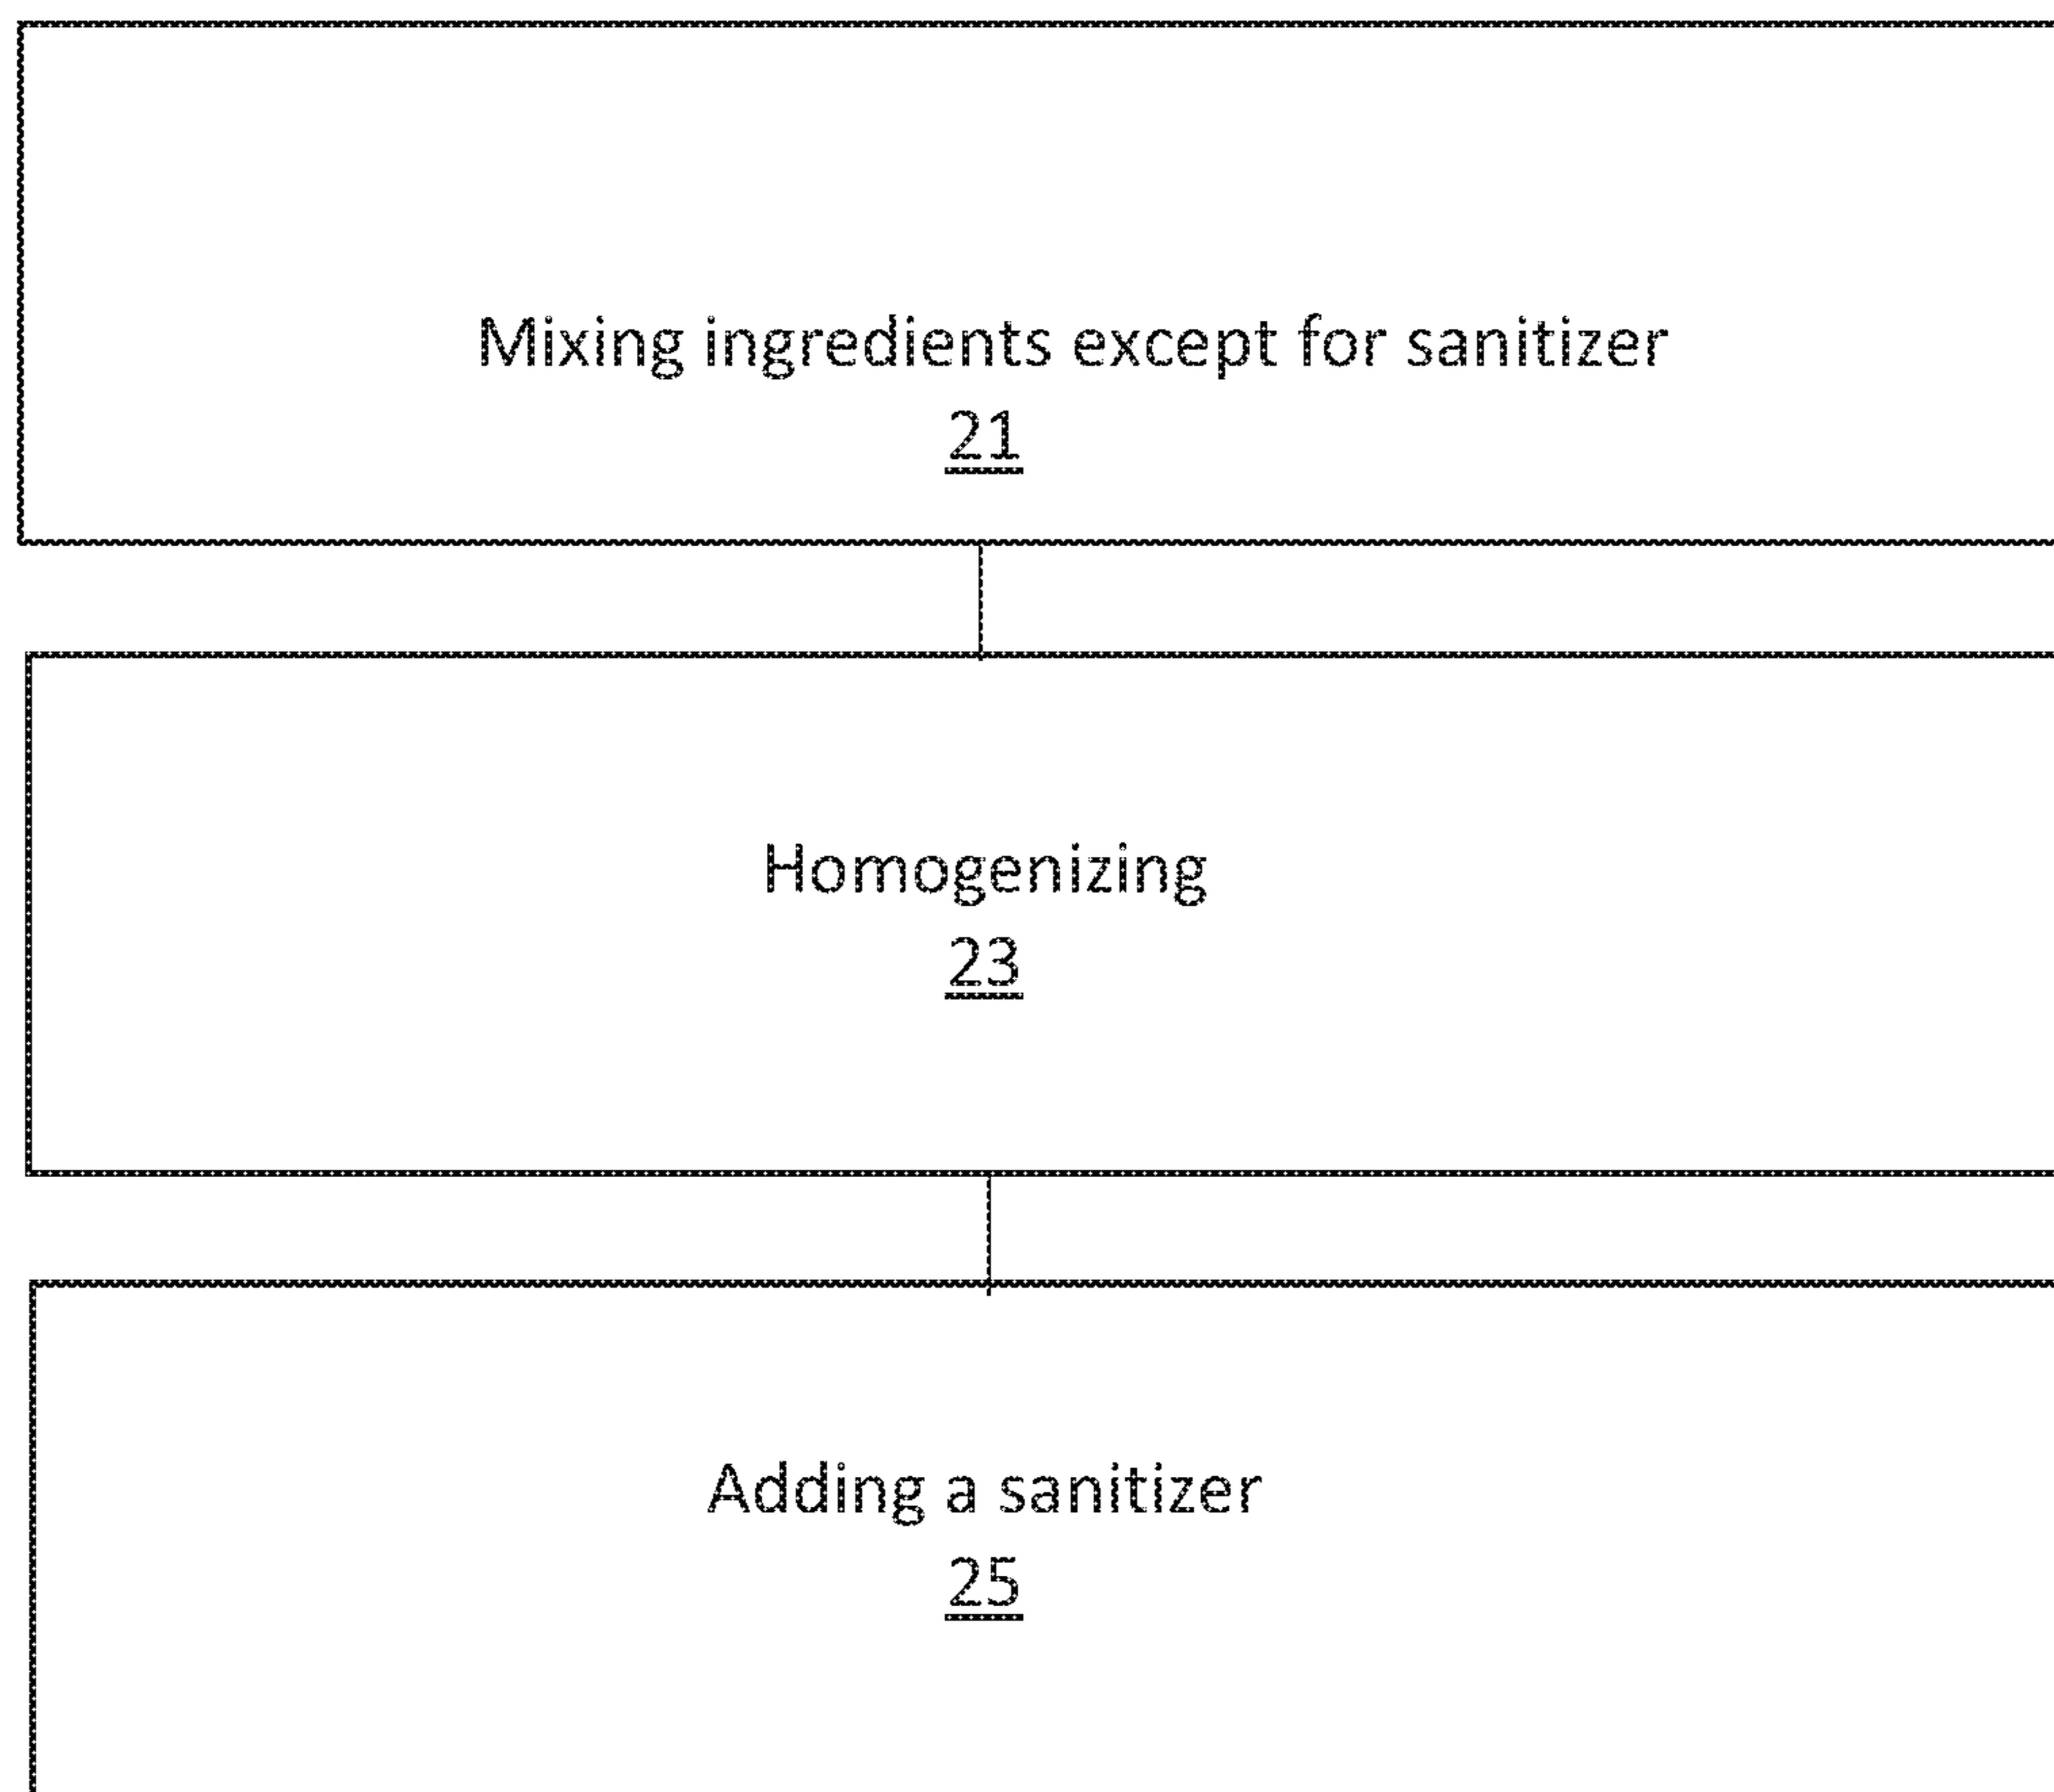 Mixing ingredients except for sanitizer
21
Homogenizing
23
Adding a sanitizer
25